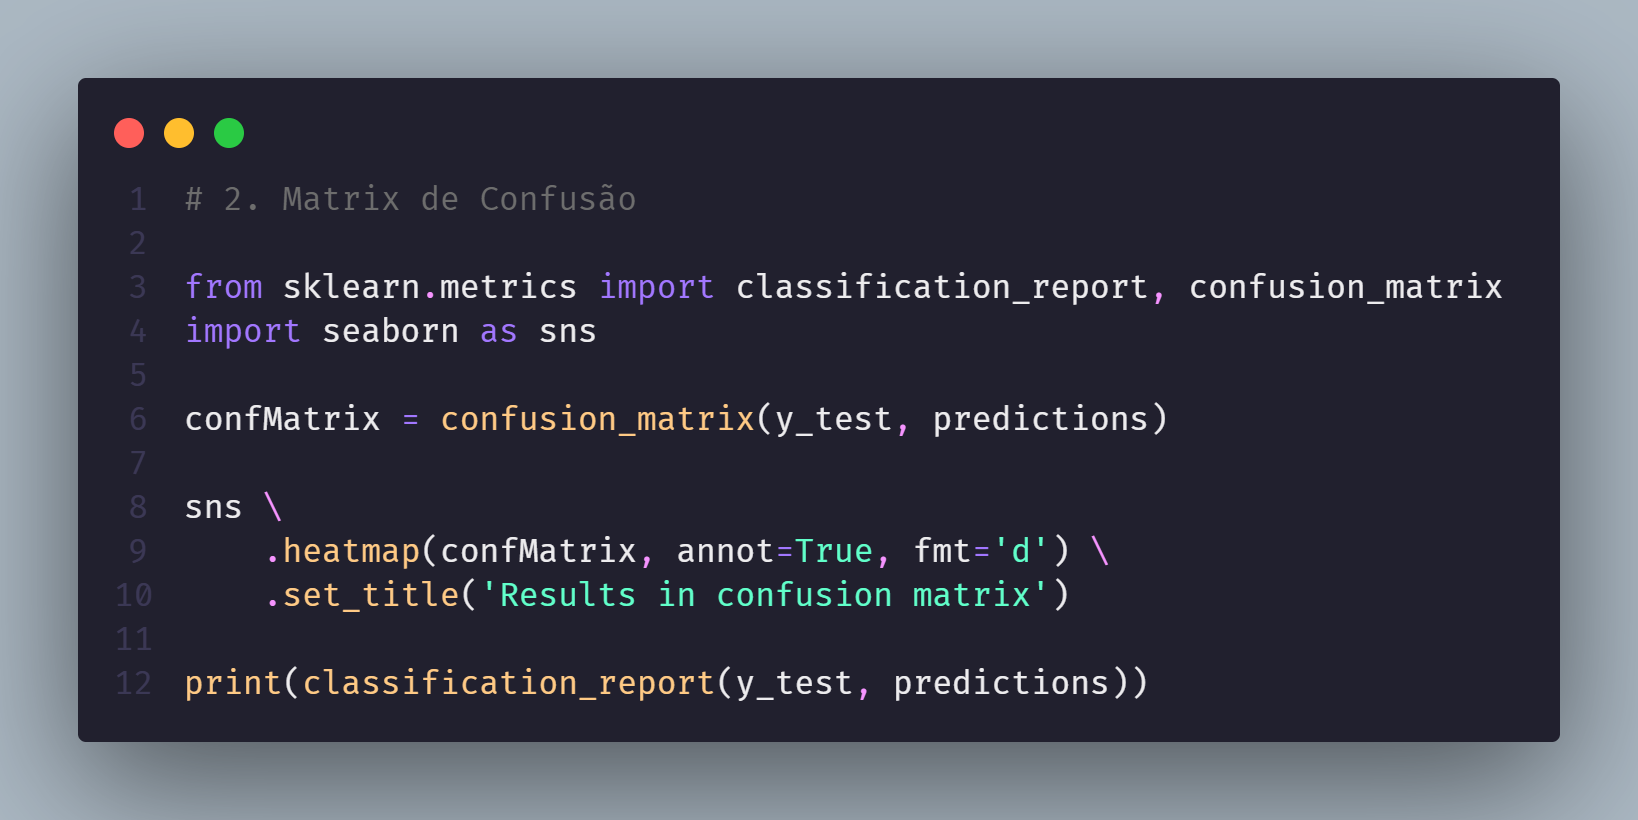 1 # 2. Matrix de Confusão
2
3 from sklearn.metrics import classification_report, confusion_matrix
4 import seaborn as sns
5
6 confMatrix = confusion_matrix(y_test, predictions)
7
8 sns \
9     .heatmap(confMatrix, annot=True, fmt='d') \
10     .set_title('Results in confusion matrix')
11
12 print(classification_report(y_test, predictions))